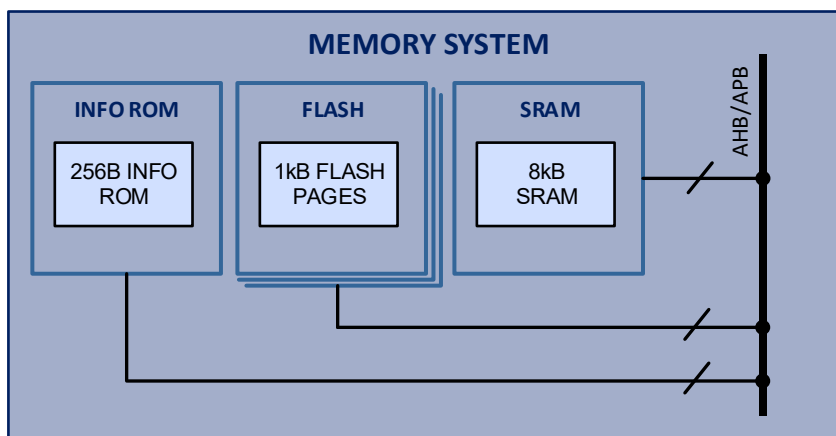 MEMORY SYSTEM
INFO ROM
FLASH
SRAM
AHB/APB
256B INFO
ROM
1kB FLASH
PAGES
8kB
SRAM